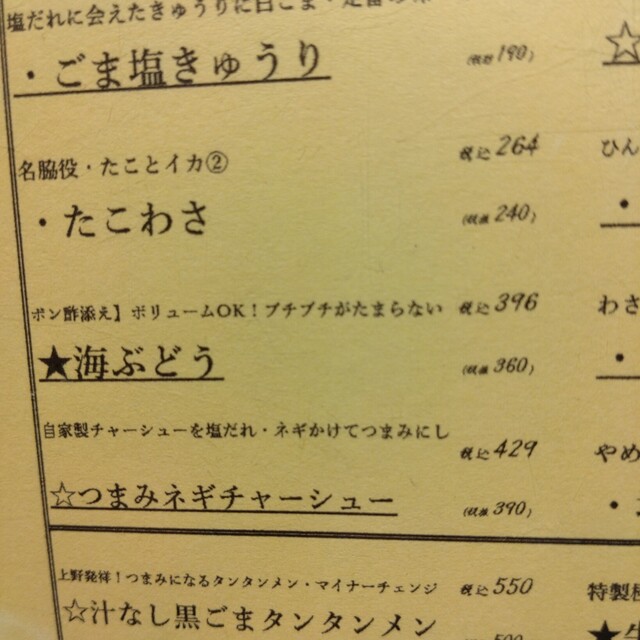 塩だれに会えたきゅうりに白ごま・定番の
・ごま塩きゅうり (税抜190)
☆
名脇役・たことイカ② 税込264
ひん
・たこわさ (税抜240)
・
ポン酢添え】ボリュームOK！プチプチがたまらない 税込396
わさ
★海ぶどう (税抜360)
・
自家製チャーシューを塩だれ・ネギかけてつまみにし 税込429
やめ
☆つまみネギチャーシュー (税抜390)
・
上野発祥！つまみになるタンタンメン・マイナーチェンジ 税込550
特製
☆汁なし黒ごまタンタンメン
★